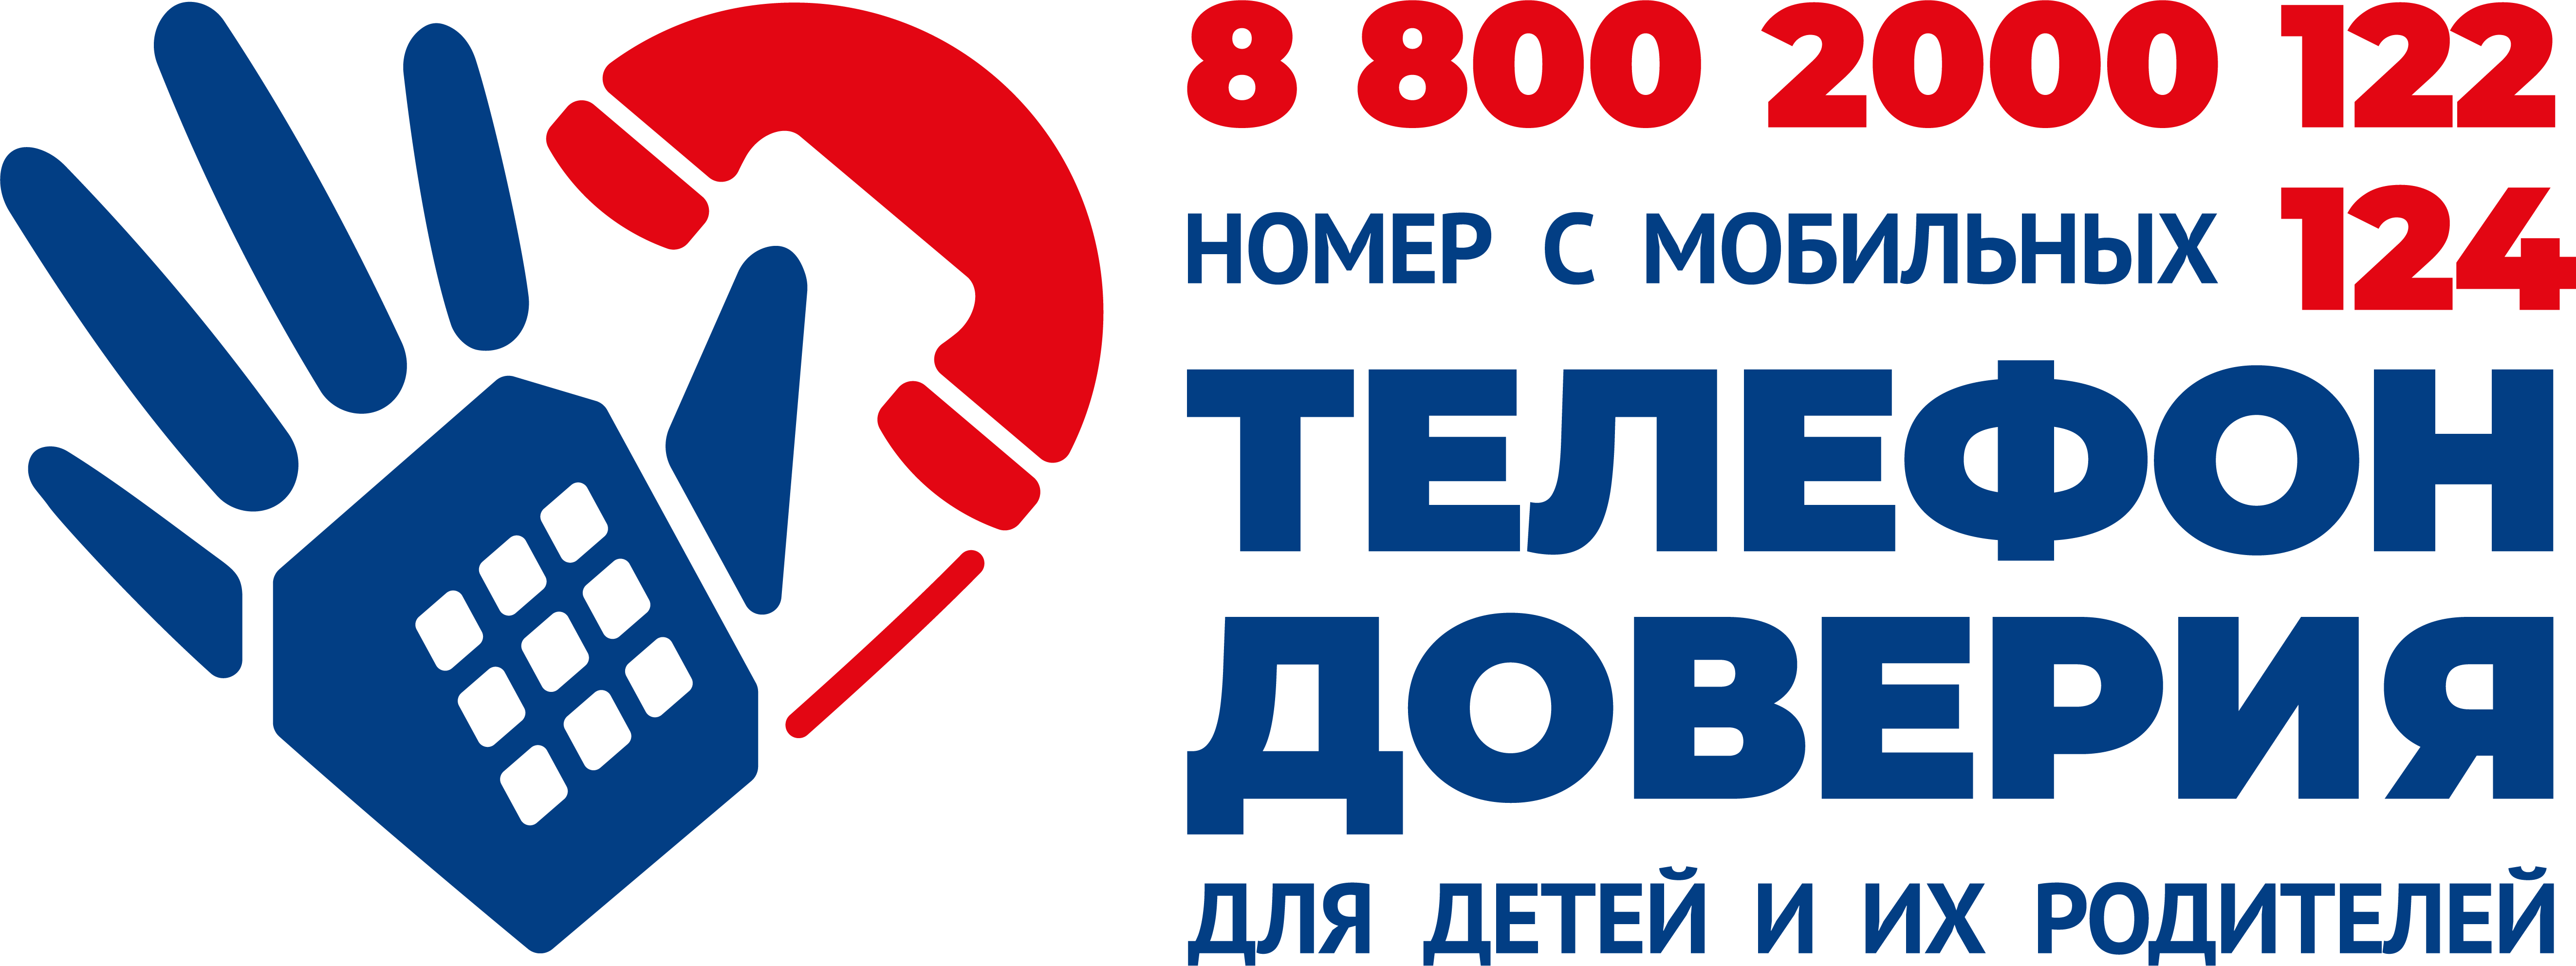 8 800 2000 122
НОМЕР С МОБИЛЬНЫХ 124
ТЕЛЕФОН
ДОВЕРИЯ
ДЛЯ ДЕТЕЙ И ИХ РОДИТЕЛЕЙ